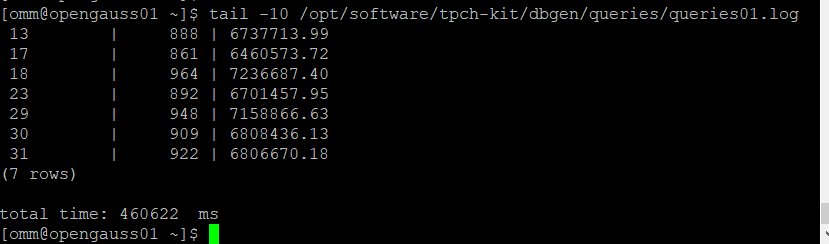 [omm@opengauss01 ~]$ tail -10 /opt/software/tpch-kit/dbgen/queries/queries01.log
13 | 888 | 6737713.99
17 | 861 | 6460573.72
18 | 964 | 7236687.40
23 | 892 | 6701457.95
29 | 948 | 7158866.63
30 | 909 | 6808436.13
31 | 922 | 6806670.18
(7 rows)
total time: 460622 ms
[omm@opengauss01 ~]$